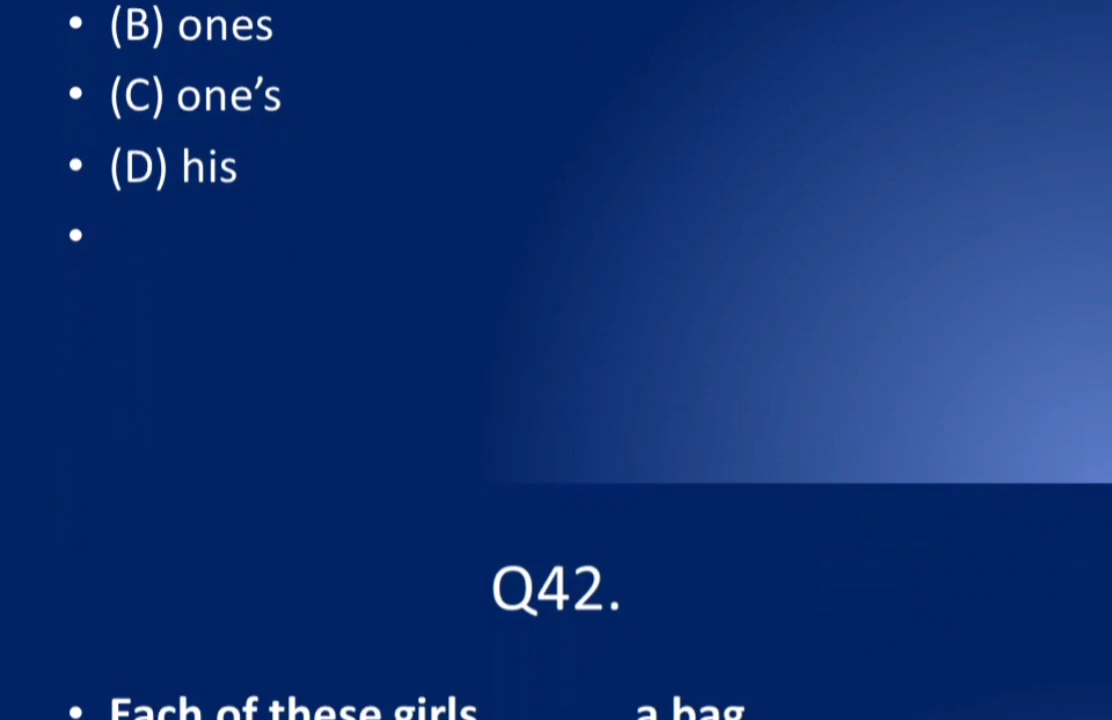 • (B) ones
• (C) one’s
• (D) his
•
Q42.
• Each of these girls a bag